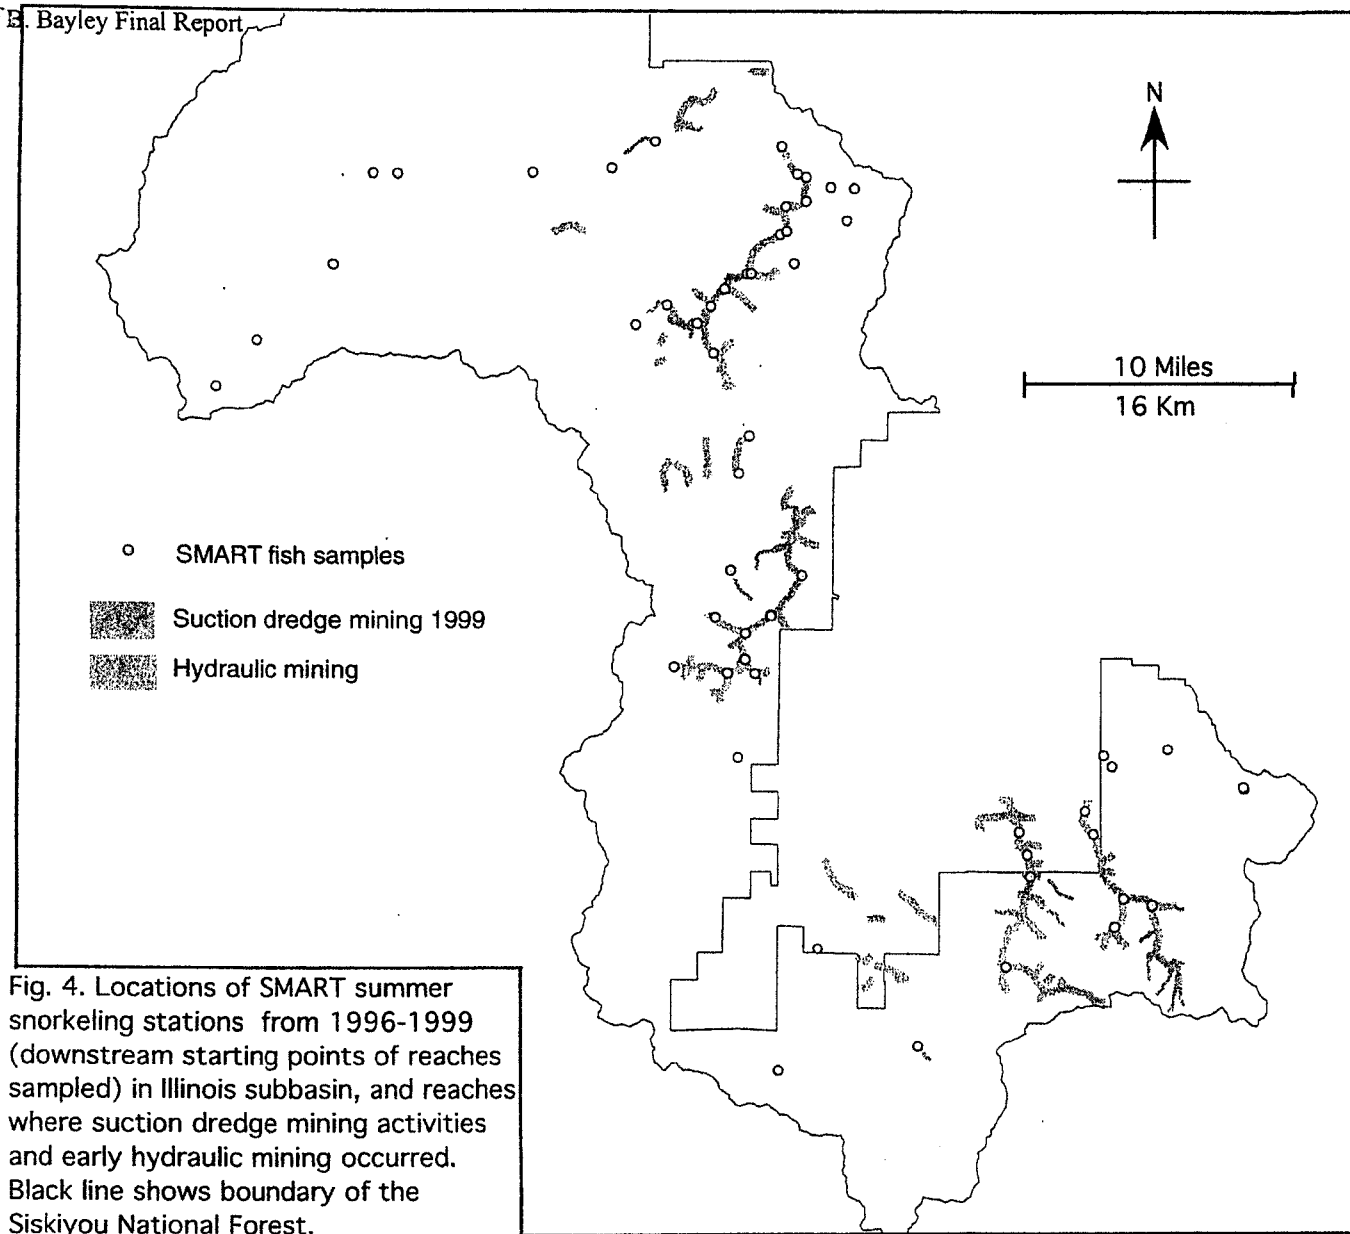 B. Bayley Final Report
N
10 Miles
16 Km
SMART fish samples
Suction dredge mining 1999
Hydraulic mining
Fig. 4. Locations of SMART summer
snorkeling stations from 1996-1999
(downstream starting points of reaches
sampled) in Illinois subbasin, and reaches
where suction dredge mining activities
and early hydraulic mining occurred.
Black line shows boundary of the
Siskiyou National Forest.